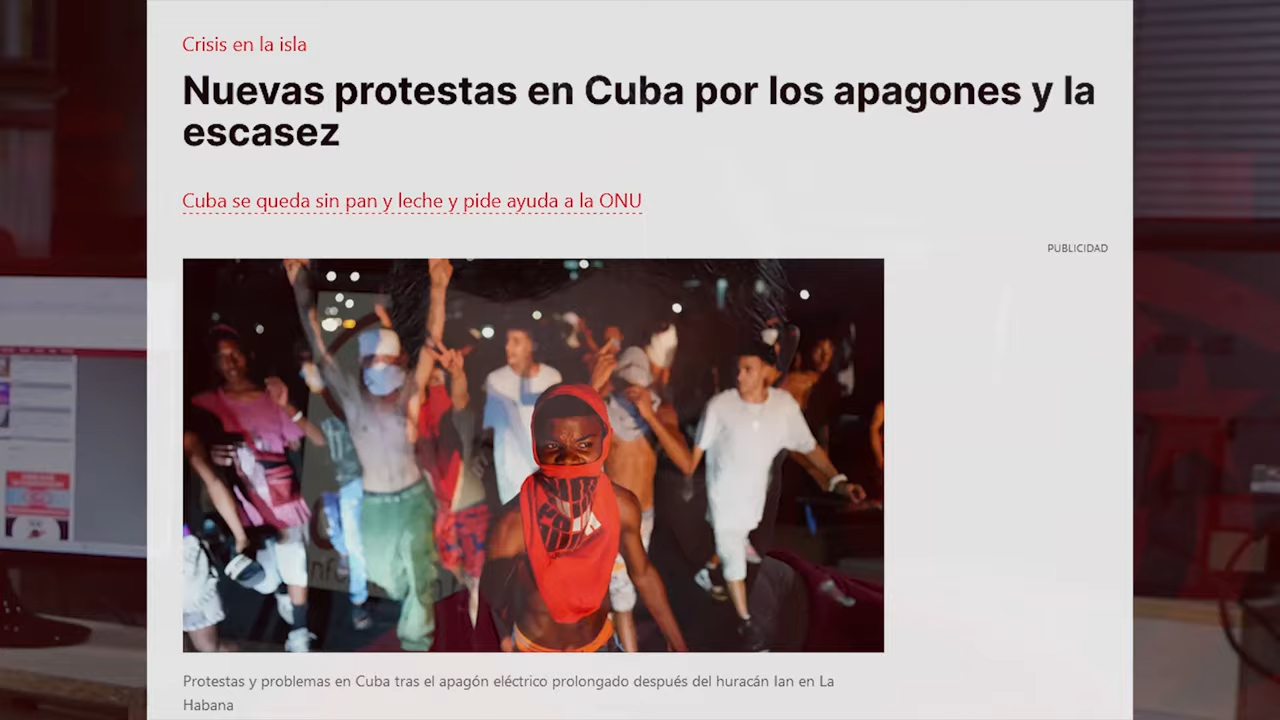 Crisis en la isla
Nuevas protestas en Cuba por los apagones y la
escasez
Cuba se queda sin pan y leche y pide ayuda a la ONU
PUBLICIDAD
Protestas y problemas en Cuba tras el apagón eléctrico prolongado después del huracán Ian en La
Habana